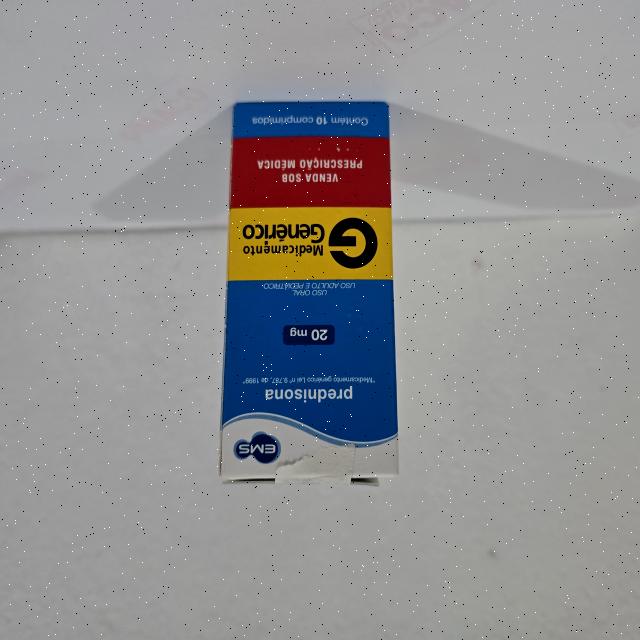 EMS
prednisona
"Medicamento genérico Lei nº 9.787, de 1999"
20 mg
USO ORAL
USO ADULTO E PEDIÁTRICO
G
Medicamento
Genérico
VENDA SOB
PRESCRIÇÃO MÉDICA
Contém 10 comprimidos